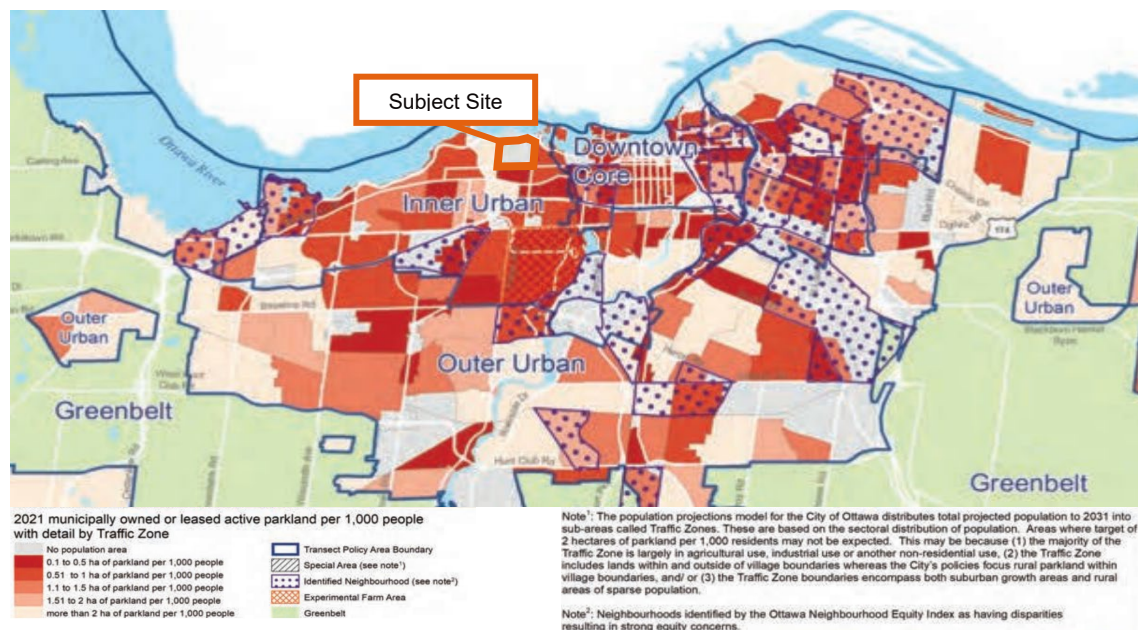 Subject Site
Downtown
Core
Ottawa River
Carling Ave
Inner Urban
Blair Rd
Ogilvie Rd
174
Baseline Rd
Outer
Urban
Outer
Urban
Outer Urban
Greenbelt
Hunt Club Rd
Greenbelt
2021 municipally owned or leased active parkland per 1,000 people
with detail by Traffic Zone
No population area
0.1 to 0.5 ha of parkland per 1,000 people
0.51 to 1 ha of parkland per 1,000 people
1.1 to 1.5 ha of parkland per 1,000 people
1.51 to 2 ha of parkland per 1,000 people
more than 2 ha of parkland per 1,000 people
Transect Policy Area Boundary
Special Area (see note¹)
Identified Neighbourhood (see note²)
Experimental Farm Area
Greenbelt
Note¹: The population projections model for the City of Ottawa distributes total projected population to 2031 into
sub-areas called Traffic Zones. These are based on the sectoral distribution of population. Areas where target of
2 hectares of parkland per 1,000 residents may not be expected. This may be because (1) the majority of the
Traffic Zone is largely in agricultural use, industrial use or another non-residential use, (2) the Traffic Zone
includes lands within and outside of village boundaries whereas the City's policies focus rural parkland within
village boundaries, and/ or (3) the Traffic Zone boundaries encompass both suburban growth areas and rural
areas of sparse population.
Note²: Neighbourhoods identified by the Ottawa Neighbourhood Equity Index as having disparities
resulting in strong equity concerns.